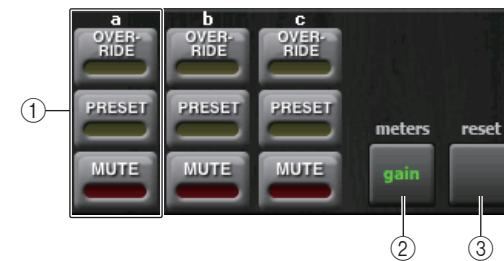 a b c
OVER-
RIDE
OVER-
RIDE
OVER-
RIDE
① PRESET PRESET PRESET
meters reset
MUTE MUTE MUTE
gain
② ③